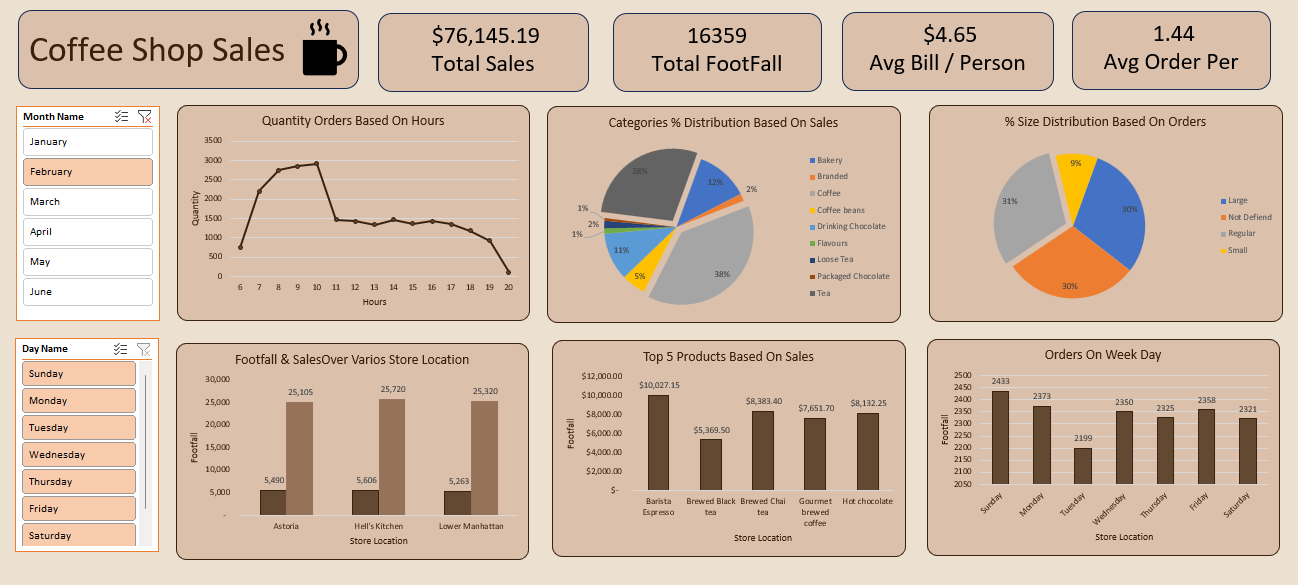 Coffee Shop Sales
$76,145.19
Total Sales
16359
Total FootFall
$4.65
Avg Bill / Person
1.44
Avg Order Per
Month Name
January
February
March
April
May
June
Quantity Orders Based On Hours
Quantity
3500
3000
2500
2000
1500
1000
500
0
6 7 8 9 10 11 12 13 14 15 16 17 18 19 20
Hours
Categories % Distribution Based On Sales
28%
12%
2%
1%
2%
1%
11%
5%
38%
Bakery
Branded
Coffee
Coffee beans
Drinking Chocolate
Flavours
Loose Tea
Packaged Chocolate
Tea
% Size Distribution Based On Orders
9%
31%
30%
30%
Large
Not Defiend
Regular
Small
Day Name
Sunday
Monday
Tuesday
Wednesday
Thursday
Friday
Saturday
Footfall & SalesOver Varios Store Location
Footfall
30,000
25,000
20,000
15,000
10,000
5,000
-
25,105
25,720
25,320
5,490
5,606
5,263
Astoria
Hell's Kitchen
Lower Manhattan
Store Location
Top 5 Products Based On Sales
Footfall
$12,000.00
$10,000.00
$8,000.00
$6,000.00
$4,000.00
$2,000.00
$-
$10,027.15
$5,369.50
$8,383.40
$7,651.70
$8,132.25
Barista
Espresso
Brewed Black
tea
Brewed Chai
tea
Gourmet
brewed
coffee
Hot chocolate
Store Location
Orders On Week Day
Footfall
2500
2450
2400
2350
2300
2250
2200
2150
2100
2050
2433
2373
2199
2350
2325
2358
2321
Sunday
Monday
Tuesday
Wednesday
Thursday
Friday
Saturday
Store Location